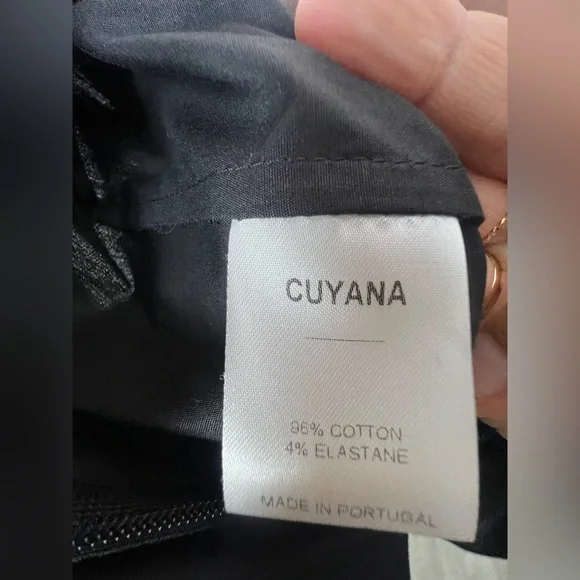 CUYANA
96% COTTON
4% ELASTANE
MADE IN PORTUGAL